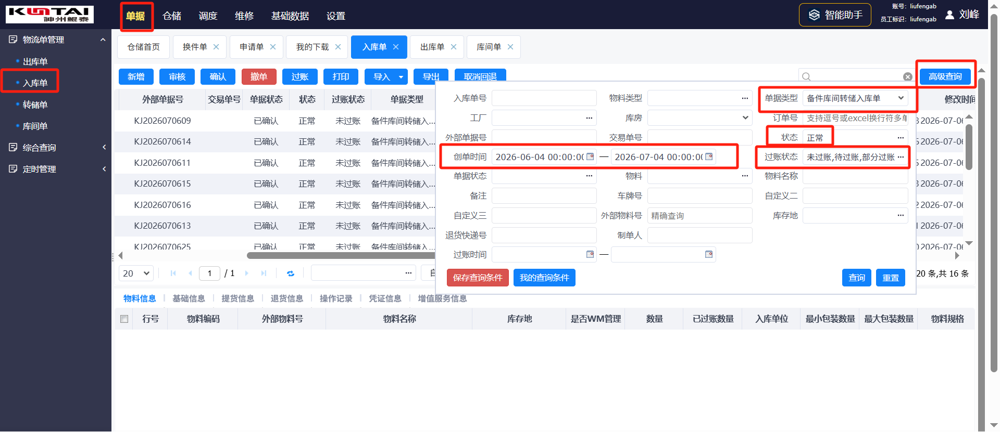 KUNTAI
神州鲲泰
单据 仓储 调度 维修 基础数据 设置
智能助手
账号： liufengab
员工标识： liufengab
刘峰
物流单管理
出库单
入库单
转储单
库间单
综合查询
定时管理
仓储首页 换件单 申请单 我的下载 入库单 出库单 库间单
新增 审核 确认 撤单 过账 打印 导入 导出 取消回退 高级查询
外部单据号 交易单号 单据状态 状态 过账状态 单据类型 修改时间
KJ2026070609 已确认 正常 未过账 备件库间转储入... 2026-07-06
KJ2026070614 已确认 正常 未过账 备件库间转储入... 2026-07-06
KJ2026070611 已确认 正常 未过账 备件库间转储入... 2026-07-06
KJ2026070615 已确认 正常 未过账 备件库间转储入... 2026-07-06
KJ2026070616 已确认 正常 未过账 备件库间转储入... 2026-07-06
KJ2026070613 已确认 正常 未过账 备件库间转储入... 2026-07-06
KJ2026070625 已确认 正常 未过账 备件库间转储入... 2026-07-06
入库单号 物料类型 ... 单据类型 备件库间转储入库单
工厂 ... 库房 订单号 支持逗号或excel换行符多单
外部单据号 交易单号 状态 正常 ...
创单时间 2026-06-04 00:00:00 — 2026-07-04 00:00:00 过账状态 未过账,待过账,部分过账 ...
单据状态 ... 物料 ... 物料名称
备注 车牌号 自定义二
自定义三 外部物料号 精确查询 库存地 ...
退货快递号 制单人
过账时间 —
保存查询条件 我的查询条件 查询 重置
20 1 / 1 ... 20 条,共 16 条
物料信息 基础信息 提货信息 退货信息 操作记录 凭证信息 增值服务信息
行号 物料编码 外部物料号 物料名称 库存地 是否WM管理 数量 已过账数量 入库单位 最小包装数量 最大包装数量 物料规格